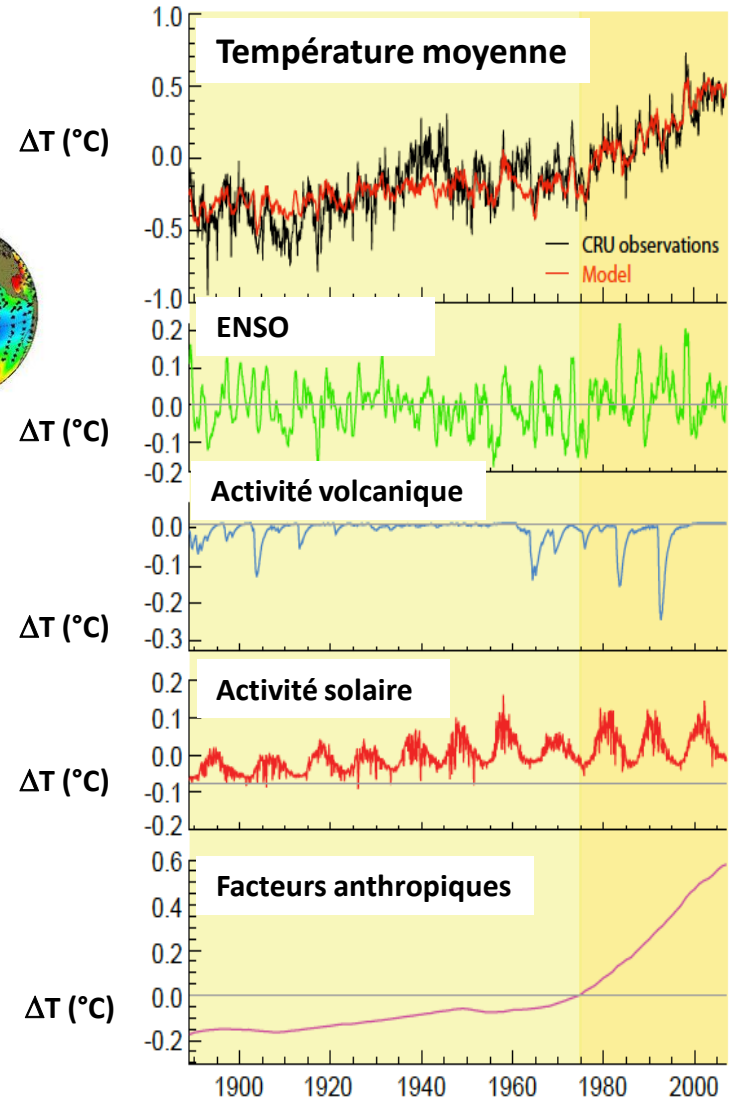 1.0
Température moyenne
0.5
ΔT (°C)
0.0
-0.5
CRU observations
Model
-1.0
0.2
ENSO
0.1
0.0
ΔT (°C)
-0.1
-0.2
Activité volcanique
0.0
-0.1
-0.2
ΔT (°C)
-0.3
0.2
Activité solaire
0.1
0.0
ΔT (°C)
-0.1
-0.2
0.6
Facteurs anthropiques
0.4
0.2
0.0
ΔT (°C)
-0.2
1900 1920 1940 1960 1980 2000